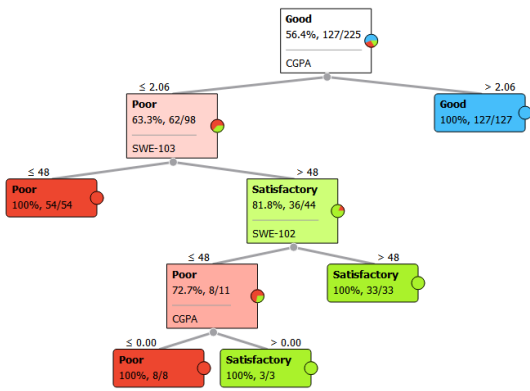 Good
56.4%, 127/225
CGPA
≤ 2.06
> 2.06
Poor
63.3%, 62/98
SWE-103
Good
100%, 127/127
≤ 48
> 48
Poor
100%, 54/54
Satisfactory
81.8%, 36/44
SWE-102
≤ 48
> 48
Poor
72.7%, 8/11
CGPA
Satisfactory
100%, 33/33
≤ 0.00
> 0.00
Poor
100%, 8/8
Satisfactory
100%, 3/3